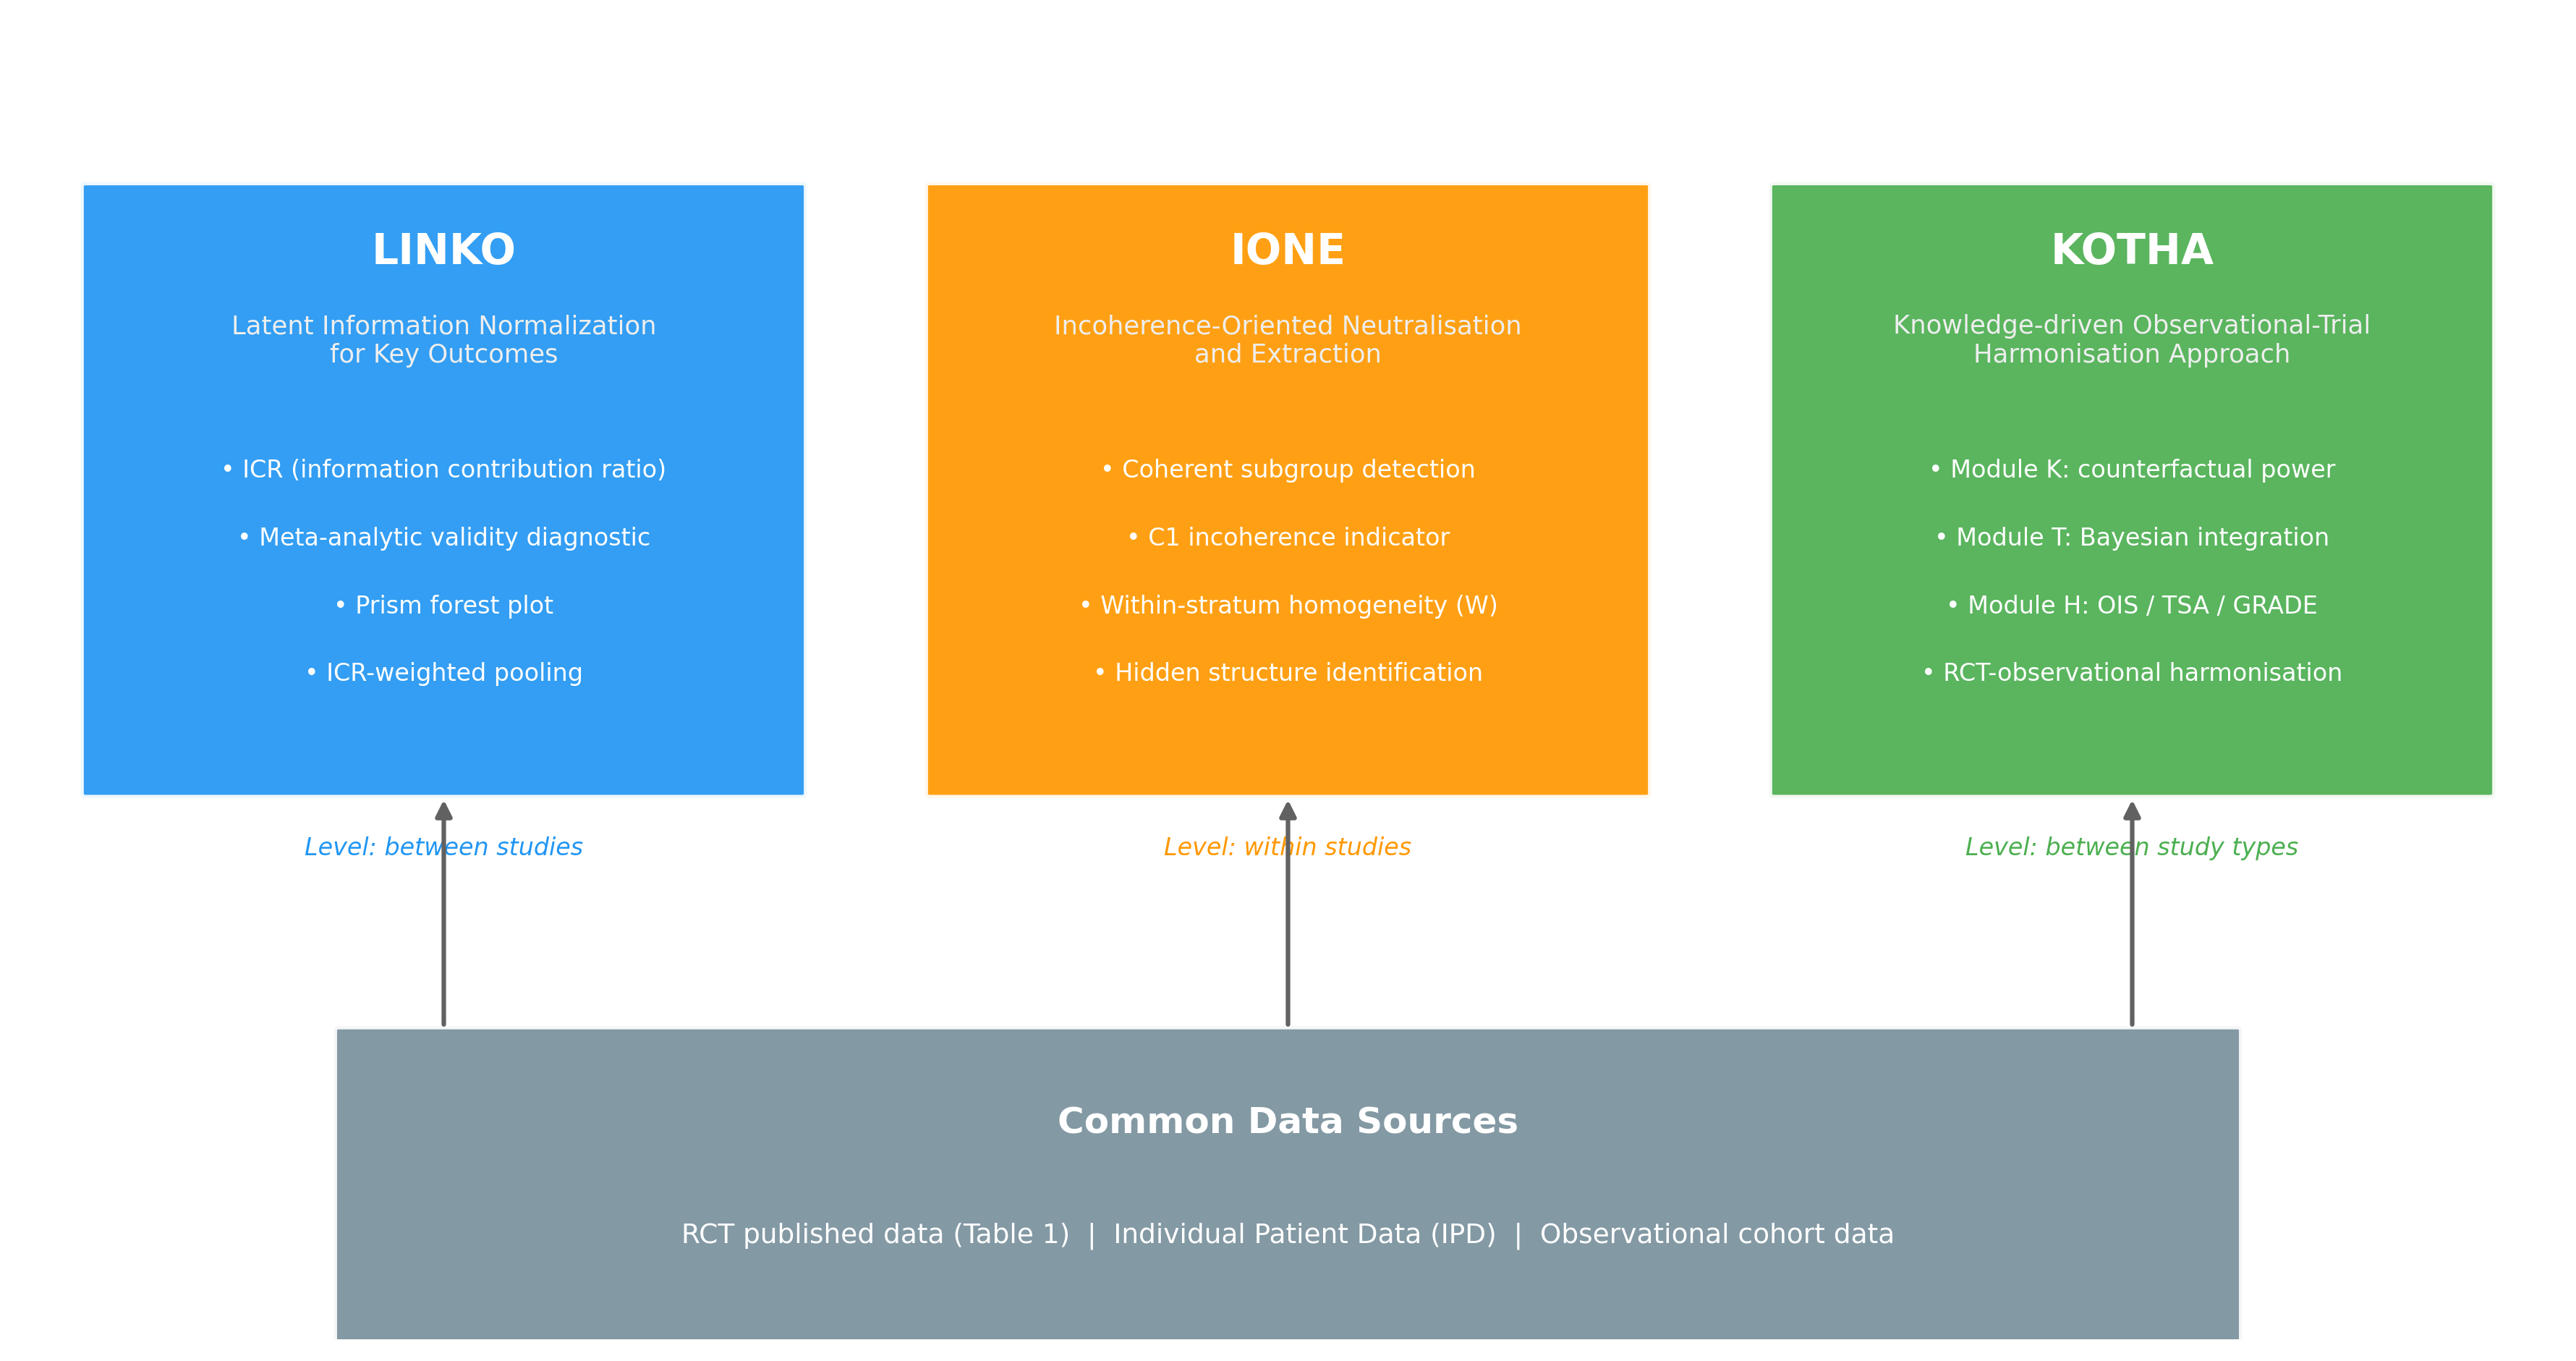 LINKO
Latent Information Normalization
for Key Outcomes
• ICR (information contribution ratio)
• Meta-analytic validity diagnostic
• Prism forest plot
• ICR-weighted pooling
Level: between studies
IONE
Incoherence-Oriented Neutralisation
and Extraction
• Coherent subgroup detection
• C1 incoherence indicator
• Within-stratum homogeneity (W)
• Hidden structure identification
Level: within studies
KOTHA
Knowledge-driven Observational-Trial
Harmonisation Approach
• Module K: counterfactual power
• Module T: Bayesian integration
• Module H: OIS / TSA / GRADE
• RCT-observational harmonisation
Level: between study types
Common Data Sources
RCT published data (Table 1) | Individual Patient Data (IPD) | Observational cohort data